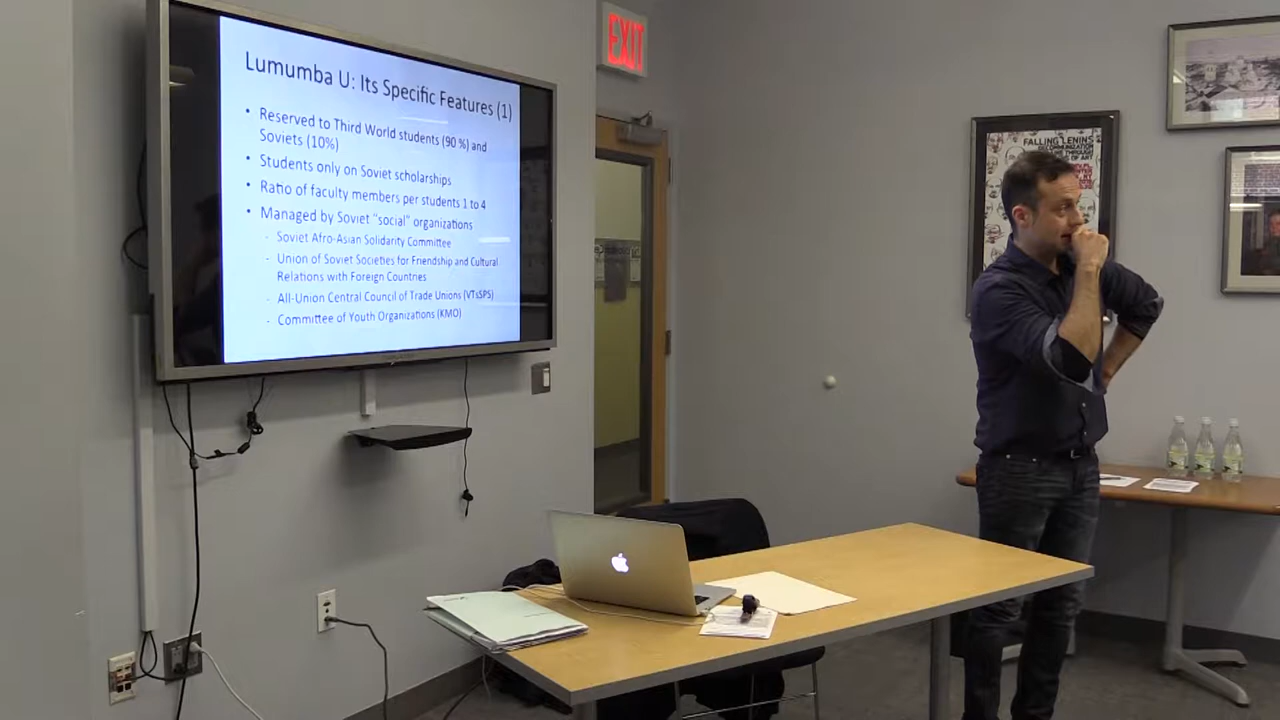 Lumumba U: Its Specific Features (1)
• Reserved to Third World students (90 %) and
Soviets (10%)
• Students only on Soviet scholarships
• Ratio of faculty members per students 1 to 4
• Managed by Soviet "social" organizations
- Soviet Afro-Asian Solidarity Committee
- Union of Soviet Societies for Friendship and Cultural
Relations with Foreign Countries
- All-Union Central Council of Trade Unions (VTsSPS)
- Committee of Youth Organizations (KMO)
EXIT
FALLING LENINS